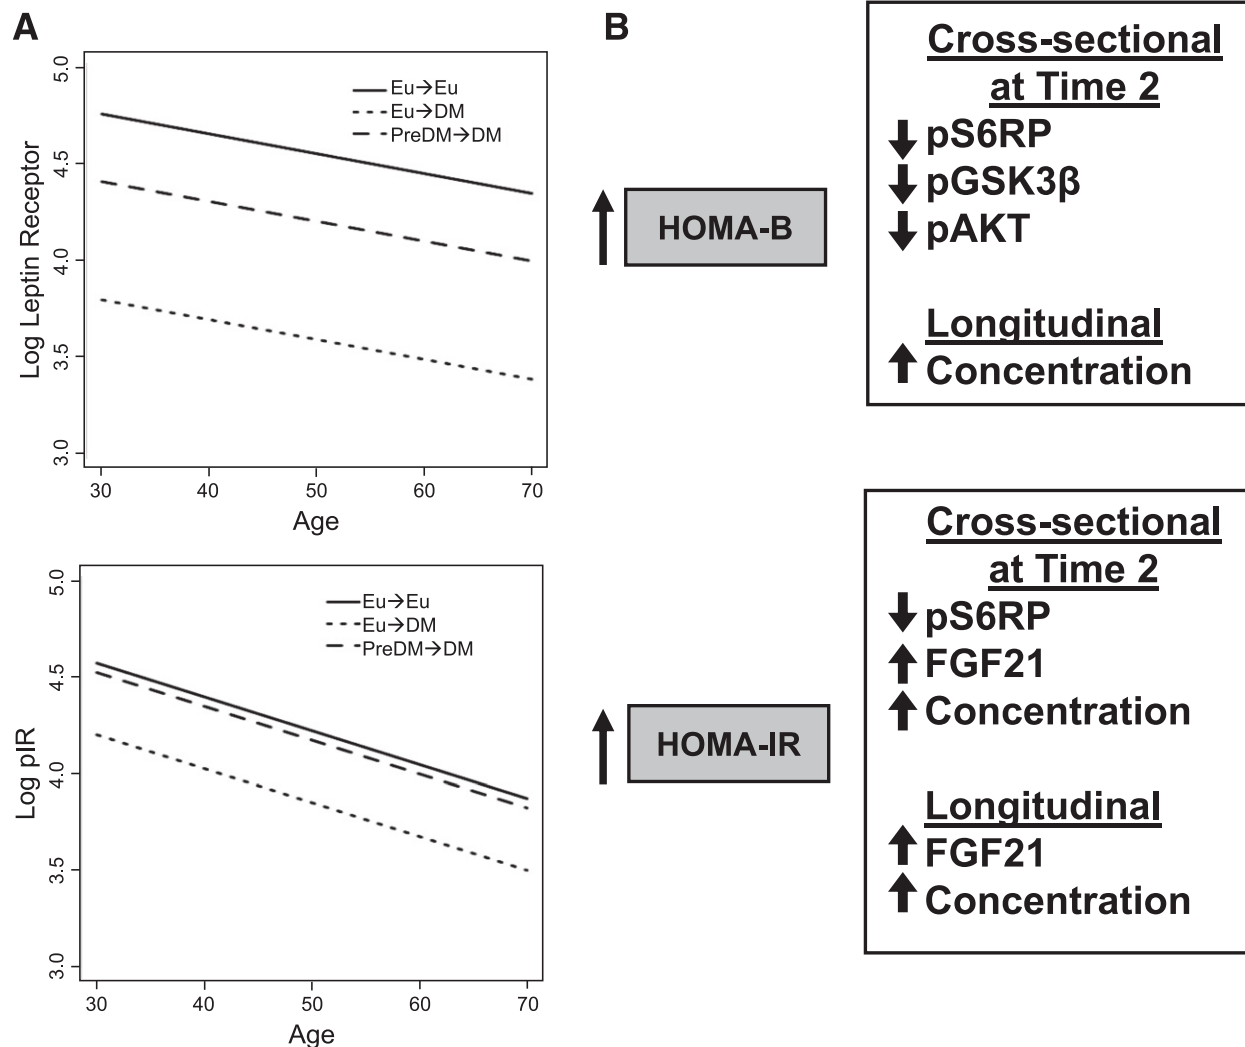 A
5.0
4.5
4.0
3.5
3.0
Log Leptin Receptor
Eu→Eu
Eu→DM
PreDM→DM
30 40 50 60 70
Age
5.0
4.5
4.0
3.5
3.0
Log pIR
Eu→Eu
Eu→DM
PreDM→DM
30 40 50 60 70
Age
B
↑ HOMA-B
Cross-sectional
at Time 2
↓ pS6RP
↓ pGSK3β
↓ pAKT
Longitudinal
↑ Concentration
↑ HOMA-IR
Cross-sectional
at Time 2
↓ pS6RP
↑ FGF21
↑ Concentration
Longitudinal
↑ FGF21
↑ Concentration